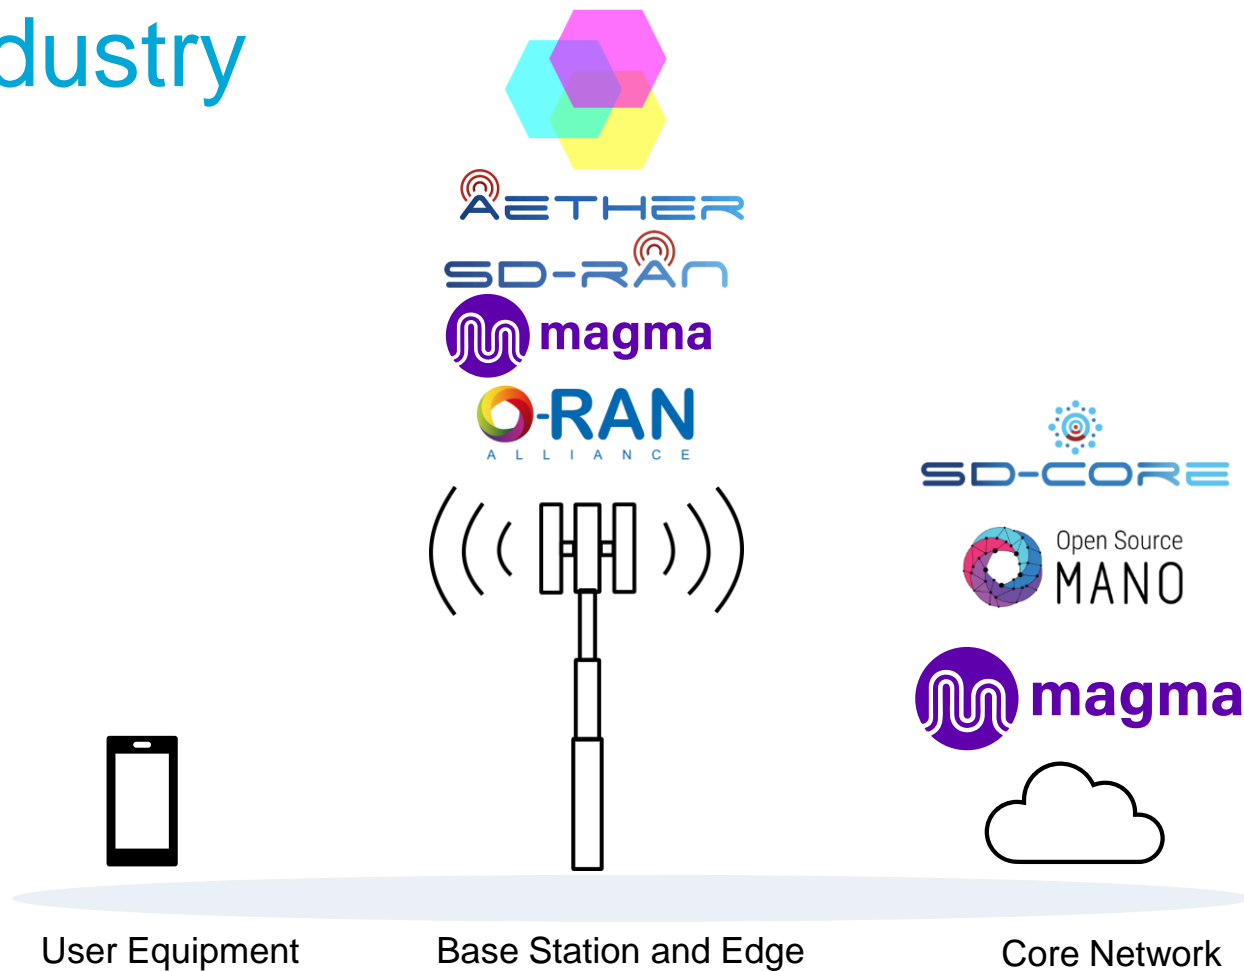 dustry
AETHER
SD-RAN
magma
O-RAN
ALLIANCE
SD-CORE
Open Source
MANO
magma
User Equipment
Base Station and Edge
Core Network